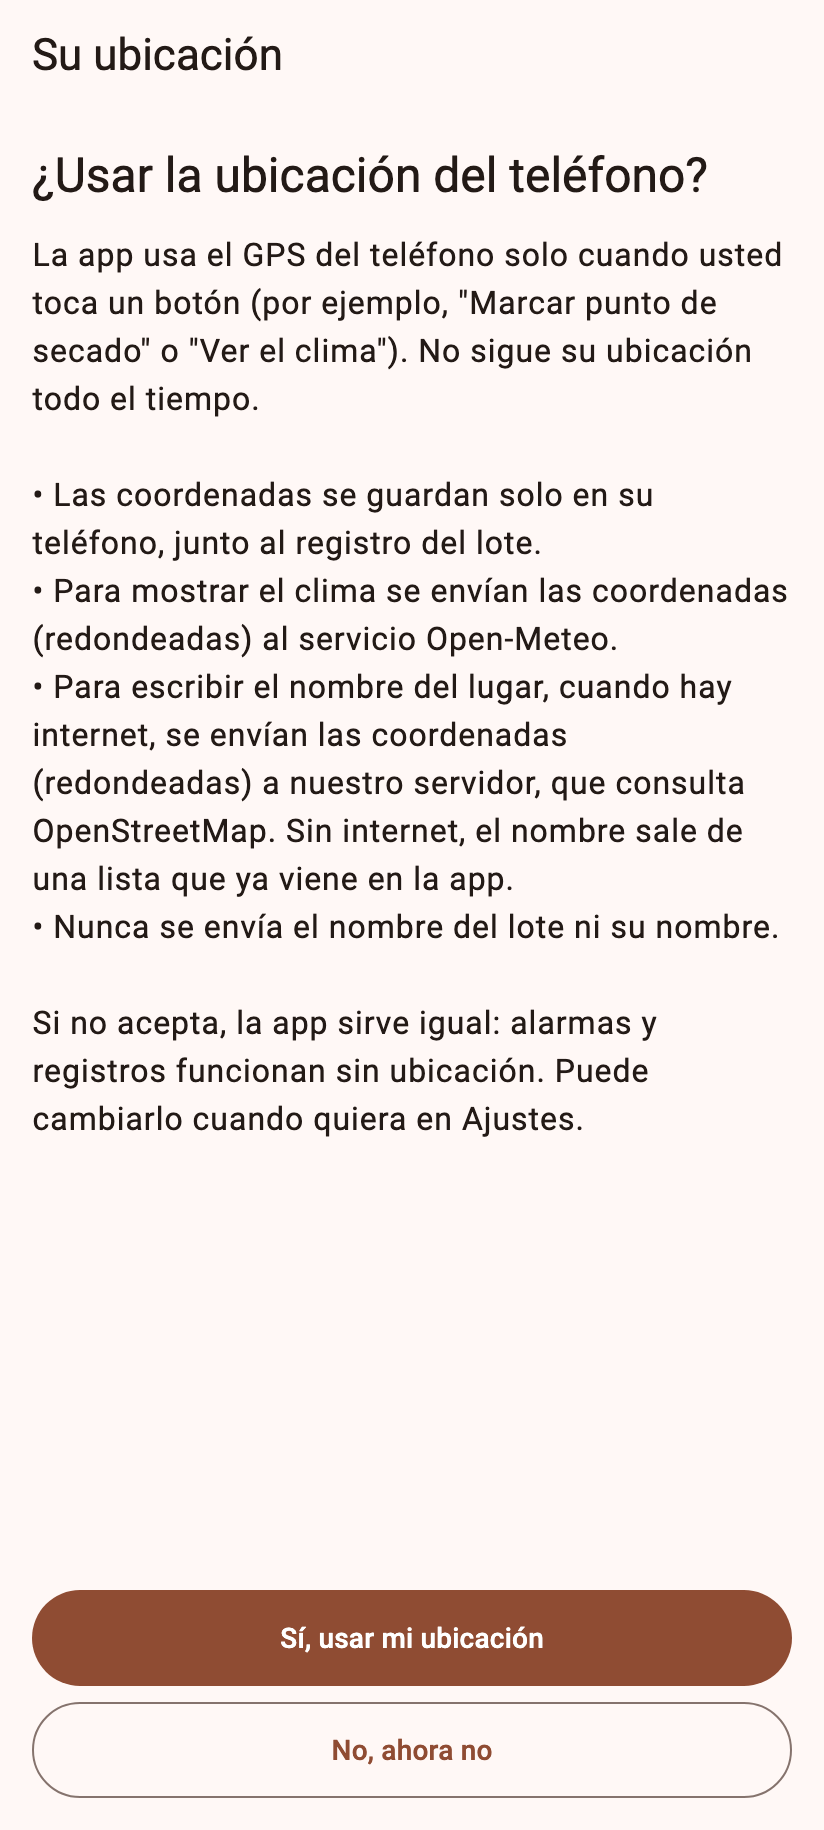 Su ubicación
¿Usar la ubicación del teléfono?
La app usa el GPS del teléfono solo cuando usted
toca un botón (por ejemplo, "Marcar punto de
secado" o "Ver el clima"). No sigue su ubicación
todo el tiempo.
• Las coordenadas se guardan solo en su
teléfono, junto al registro del lote.
• Para mostrar el clima se envían las coordenadas
(redondeadas) al servicio Open-Meteo.
• Para escribir el nombre del lugar, cuando hay
internet, se envían las coordenadas
(redondeadas) a nuestro servidor, que consulta
OpenStreetMap. Sin internet, el nombre sale de
una lista que ya viene en la app.
• Nunca se envía el nombre del lote ni su nombre.
Si no acepta, la app sirve igual: alarmas y
registros funcionan sin ubicación. Puede
cambiarlo cuando quiera en Ajustes.
Sí, usar mi ubicación
No, ahora no